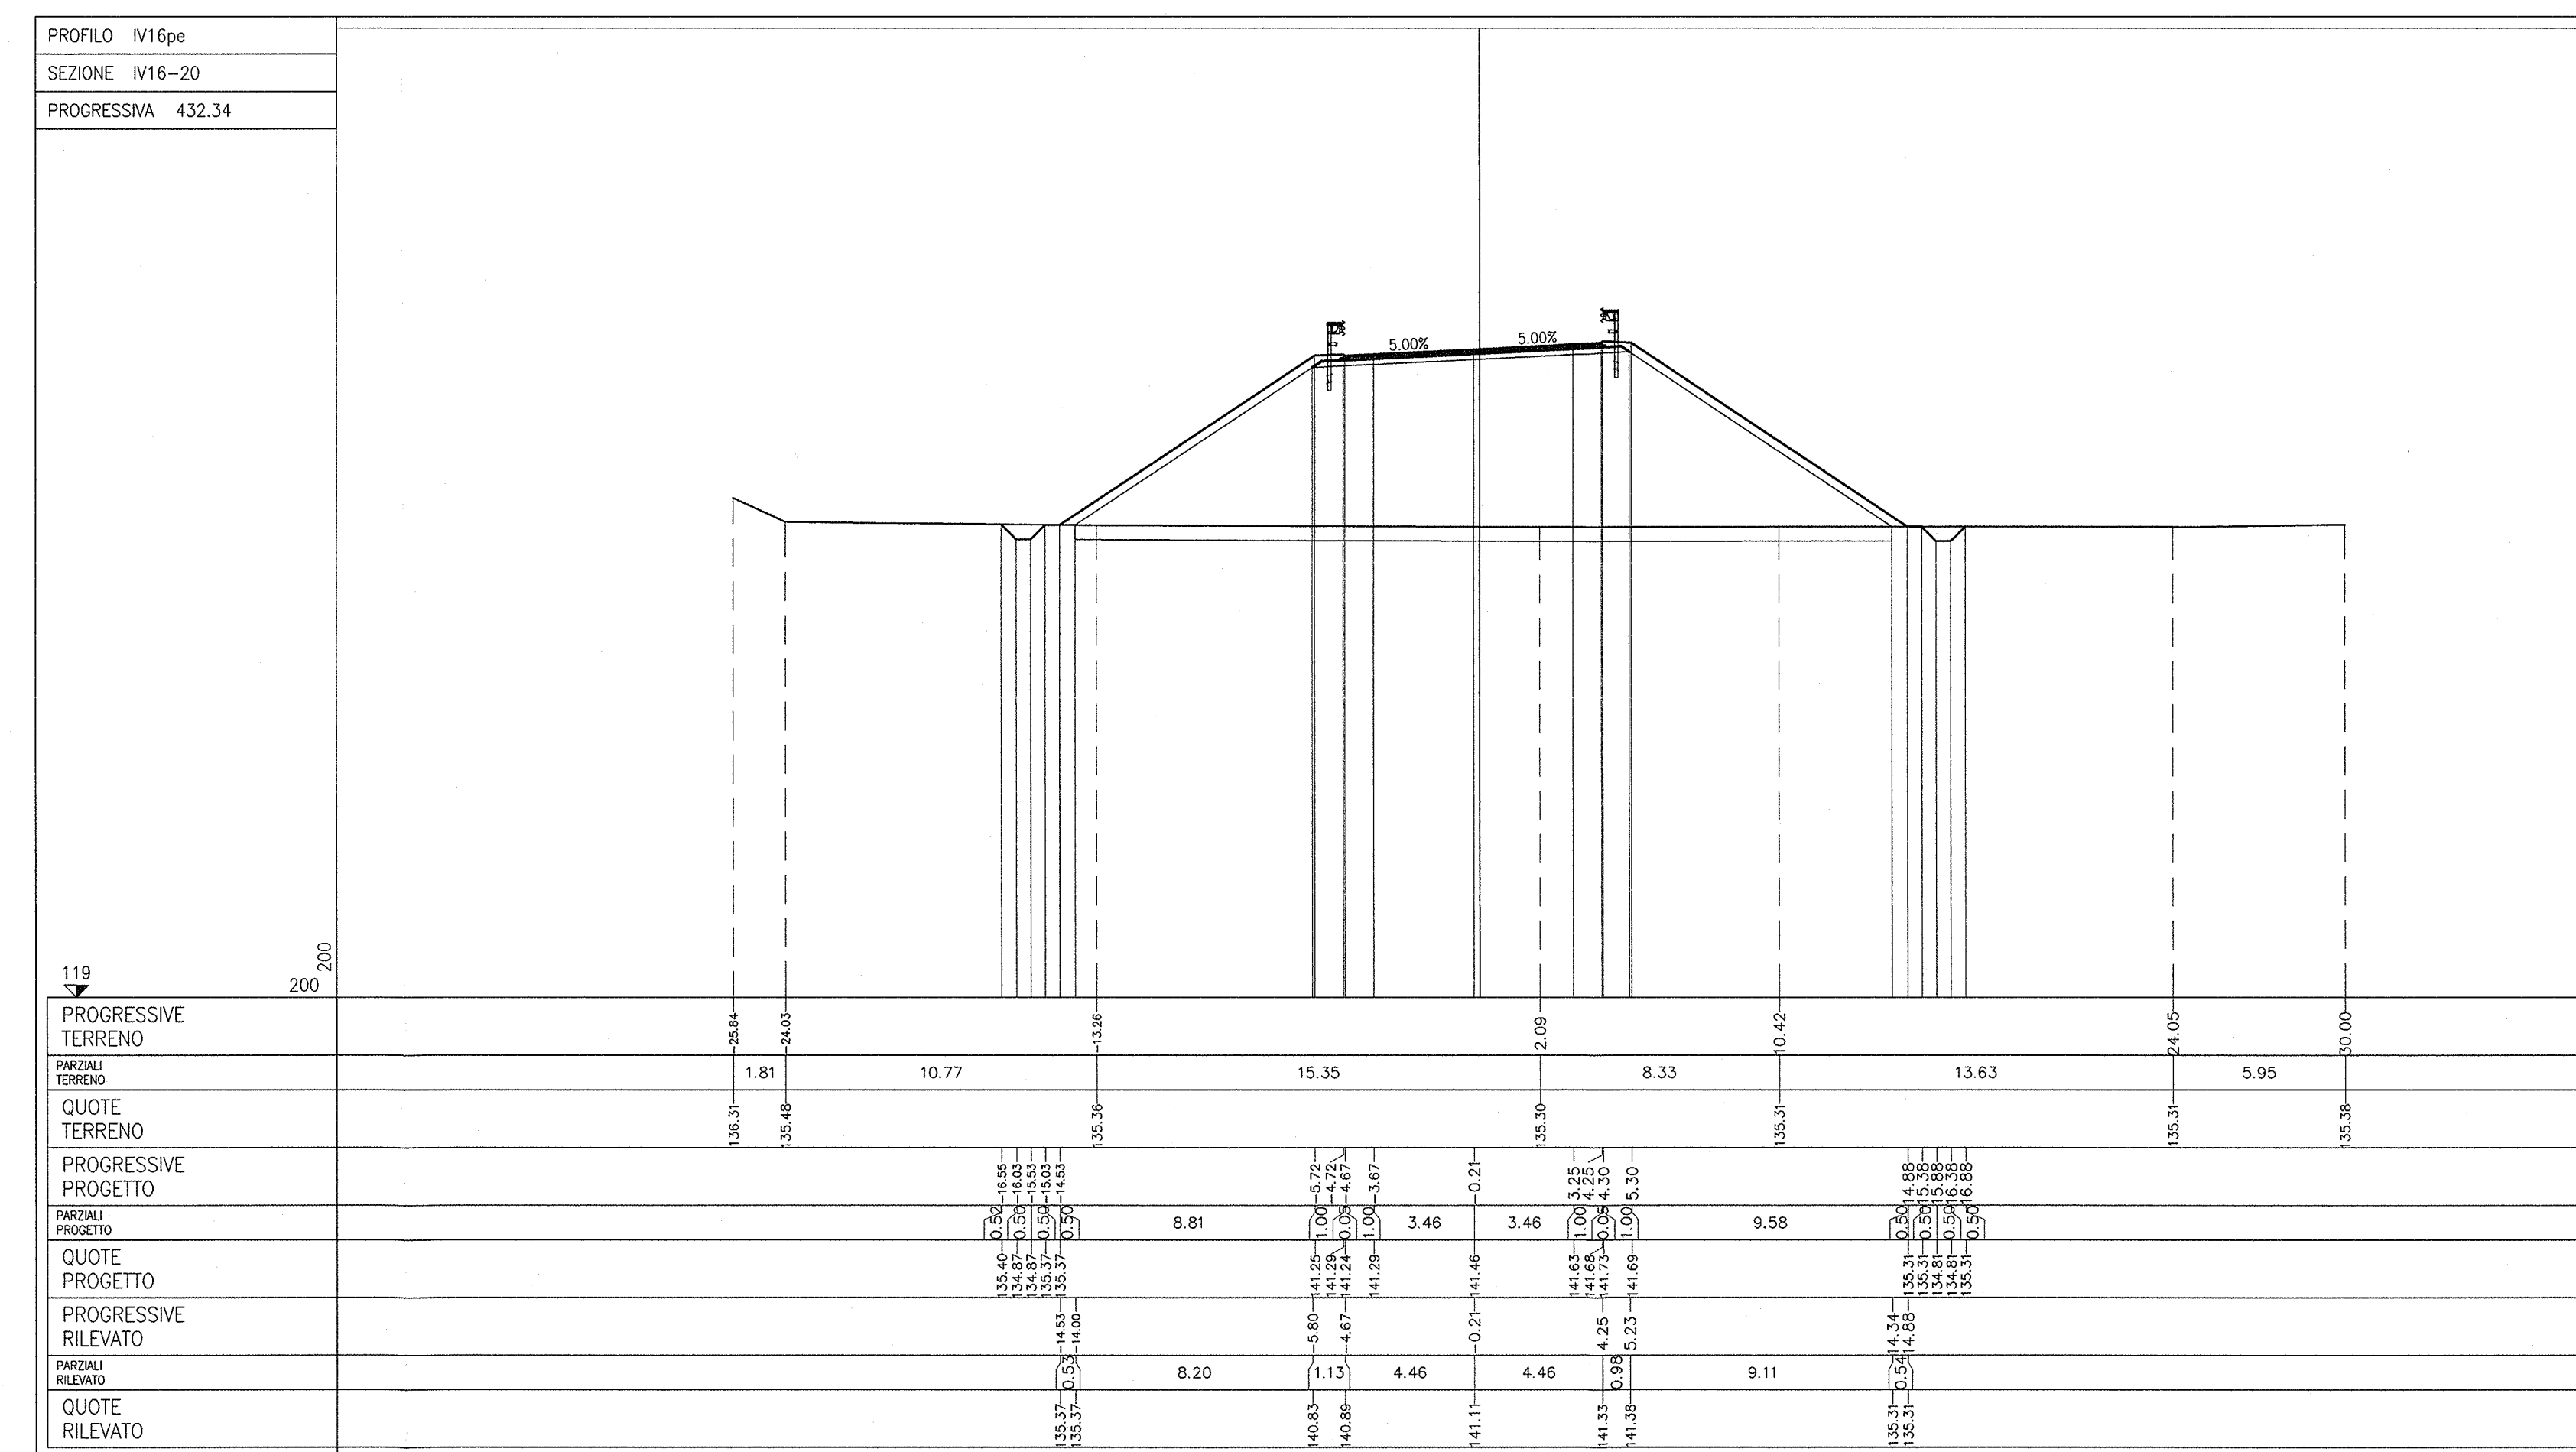 PROFILO IV16pe
SEZIONE IV16-20
PROGRESSIVA 432.34
5.00% 5.00%
200
119
200
PROGRESSIVE
TERRENO
-25.84 -24.03 -13.26 2.09 10.42 24.05 30.00
PARZIALI
TERRENO
1.81 10.77 15.35 8.33 13.63 5.95
QUOTE
TERRENO
136.31 135.48 135.36 135.30 135.31 135.31 135.38
PROGRESSIVE
PROGETTO
-16.55 -16.03 -15.53 -15.03 -14.53 -5.72 -4.72 -4.67 -3.67 -0.21 3.25 4.25 4.30 5.30 14.88 15.38 15.88 16.38 16.88
PARZIALI
PROGETTO
0.52 0.50 0.50 0.50 8.81 1.00 0.05 1.00 3.46 3.46 1.00 0.05 1.00 9.58 0.50 0.50 0.50 0.50
QUOTE
PROGETTO
135.40 134.87 134.87 135.37 135.37 141.25 141.29 141.24 141.29 141.46 141.63 141.68 141.73 141.69 135.31 135.31 134.81 134.81 135.31
PROGRESSIVE
RILEVATO
-14.53 -14.00 -5.80 -4.67 -0.21 4.25 5.23 14.34 14.88
PARZIALI
RILEVATO
0.53 8.20 1.13 4.46 4.46 0.98 9.11 0.54
QUOTE
RILEVATO
135.37 135.37 140.83 140.89 141.11 141.33 141.38 135.31 135.31